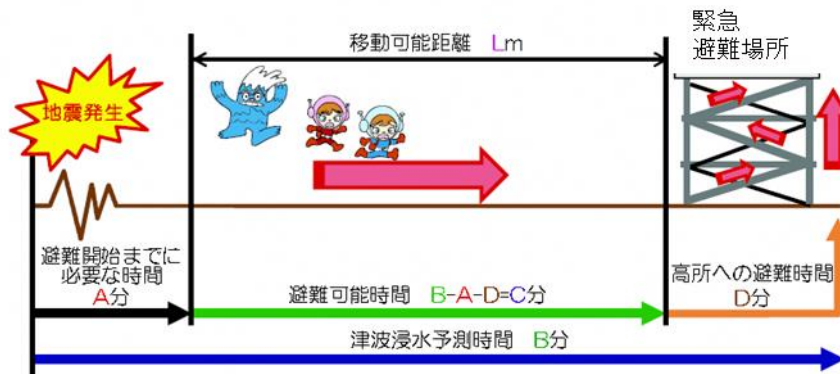 緊急
避難場所
移動可能距離 Lm
地震発生
避難開始までに
必要な時間
A分
避難可能時間 B-A-D=C分
高所への避難時間
D分
津波浸水予測時間 B分